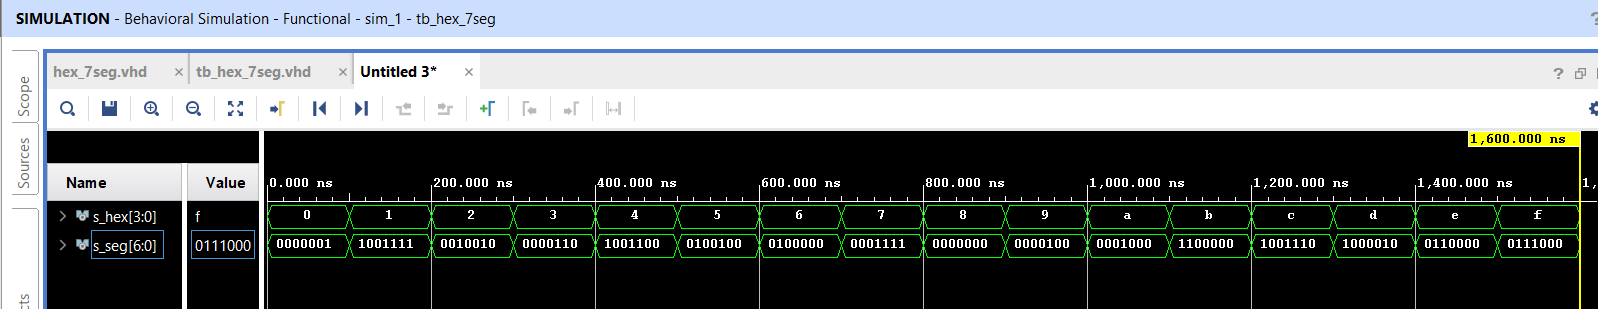 SIMULATION - Behavioral Simulation - Functional - sim_1 - tb_hex_7seg ?
Scope
Sources
hex_7seg.vhd × tb_hex_7seg.vhd × Untitled 3* × ?
1,600.000 ns
Name Value 0.000 ns 200.000 ns 400.000 ns 600.000 ns 800.000 ns 1,000.000 ns 1,200.000 ns 1,400.000 ns 1,
s_hex[3:0] f 0 1 2 3 4 5 6 7 8 9 a b c d e f
s_seg[6:0] 0111000 0000001 1001111 0010010 0000110 1001100 0100100 0100000 0001111 0000000 0000100 0001000 1100000 1001110 1000010 0110000 0111000
cts